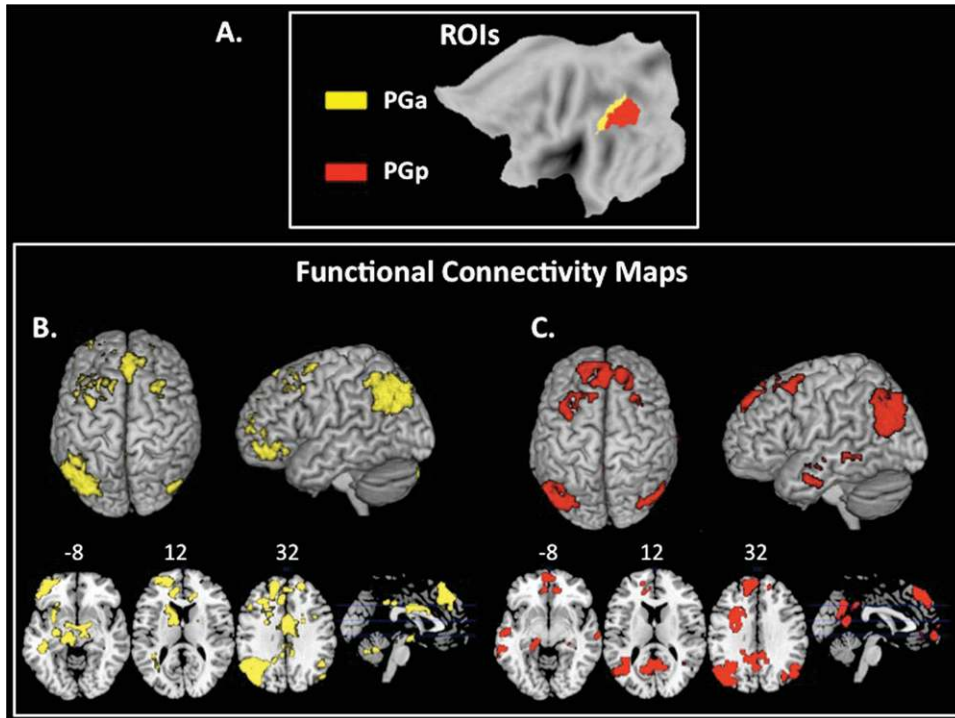 A.
ROIs
PGa
PGp
Functional Connectivity Maps
B.
C.
-8 12 32
-8 12 32